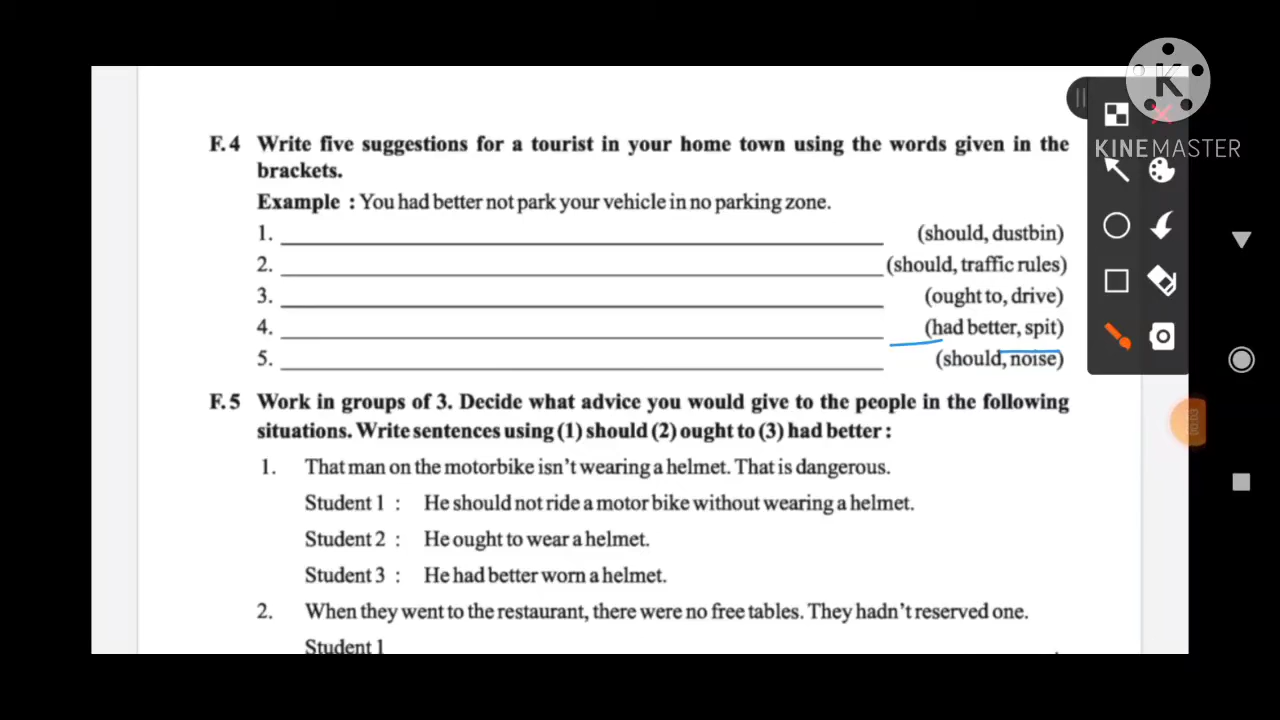 KINEMASTER
F.4 Write five suggestions for a tourist in your home town using the words given in the
brackets.
Example : You had better not park your vehicle in no parking zone.
1. (should, dustbin)
2. (should, traffic rules)
3. (ought to, drive)
4. (had better, spit)
5. (should, noise)
F.5 Work in groups of 3. Decide what advice you would give to the people in the following
situations. Write sentences using (1) should (2) ought to (3) had better :
1. That man on the motorbike isn't wearing a helmet. That is dangerous.
Student 1 : He should not ride a motor bike without wearing a helmet.
Student 2 : He ought to wear a helmet.
Student 3 : He had better worn a helmet.
2. When they went to the restaurant, there were no free tables. They hadn't reserved one.
Student 1
00:03